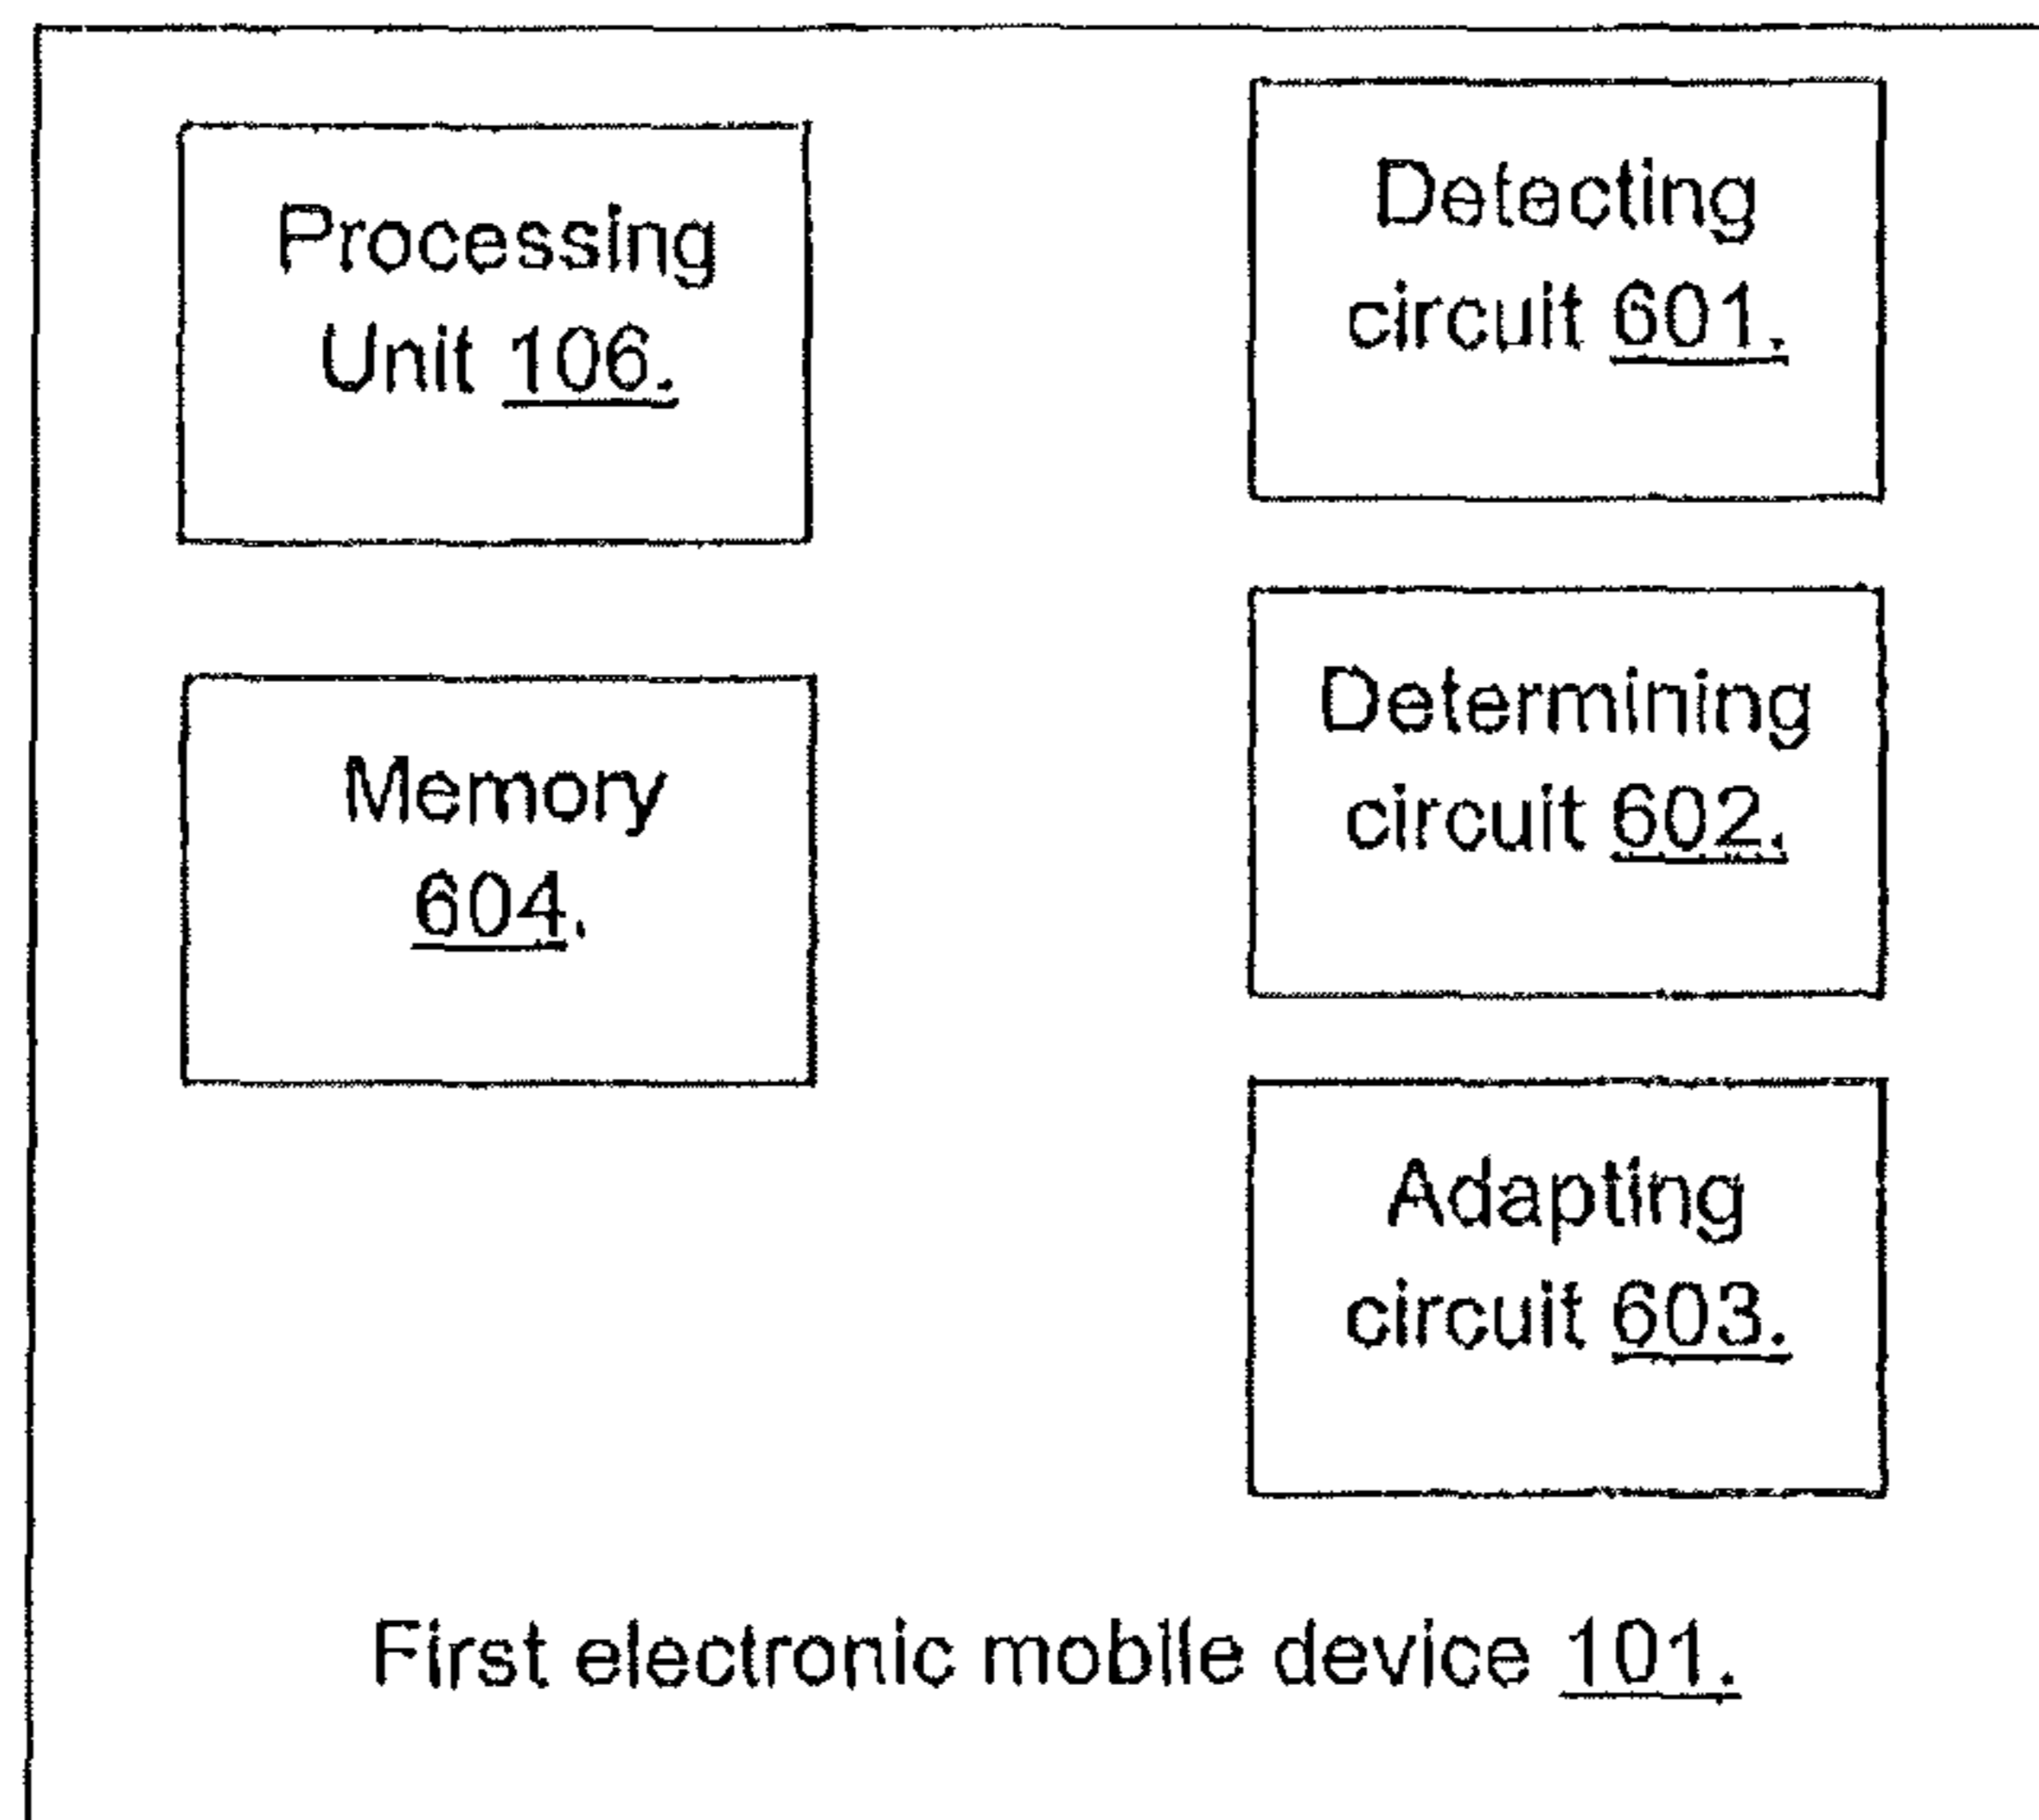 Processing
Unit 106.
Memory
604.
Detecting
circuit 601.
Determining
circuit 602.
Adapting
circuit 603.
First electronic mobile device 101.